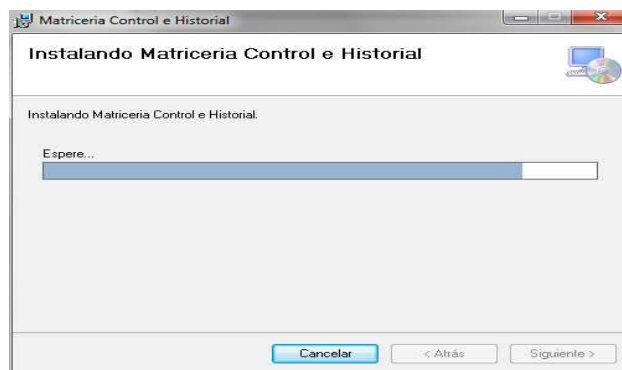 Matriceria Control e Historial
Instalando Matriceria Control e Historial
Instalando Matriceria Control e Historial.
Espere...
Cancelar
< Atrás
Siguiente >